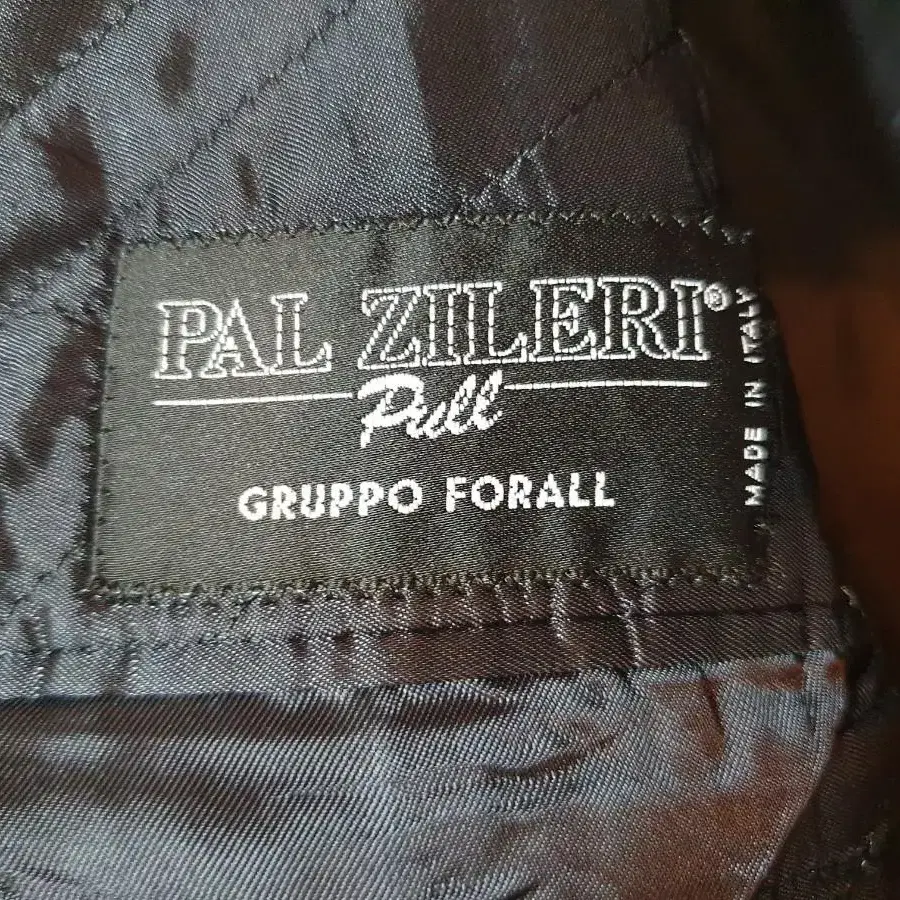 PAL ZILERI®
Pull
GRUPPO FORALL
MADE IN ITALY